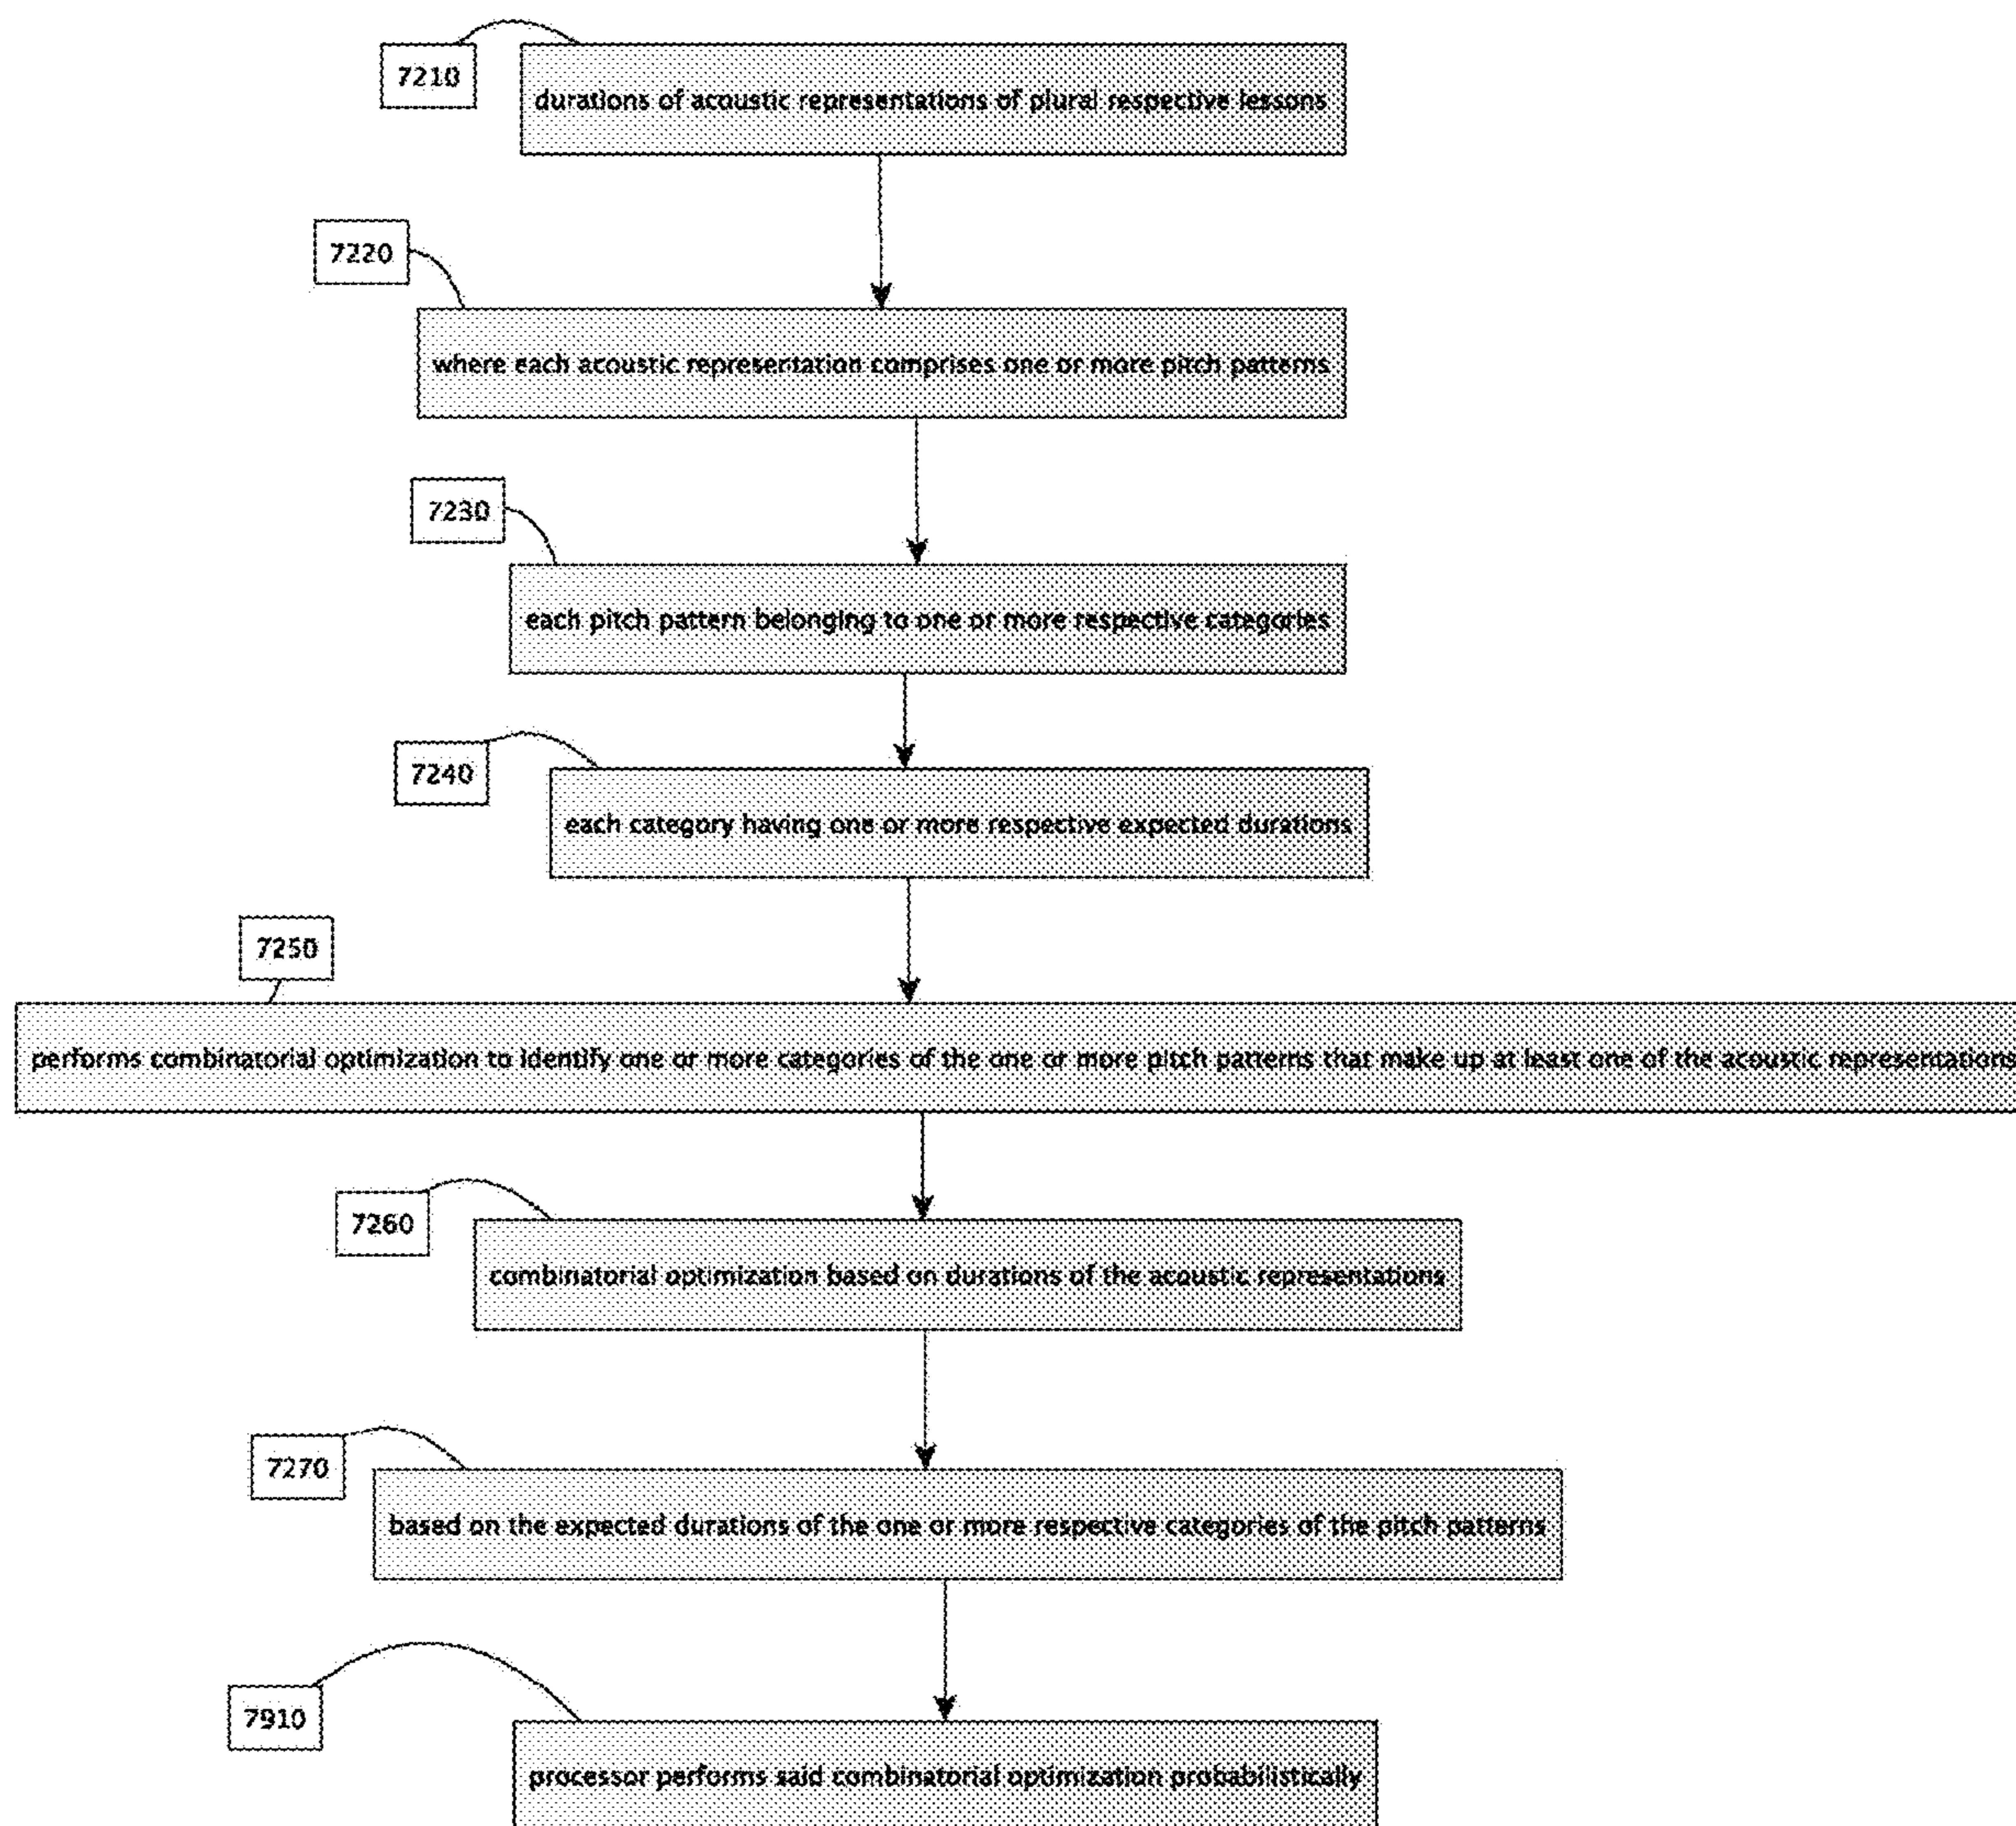 7210
durations of acoustic representations of plural respective lessons
7220
where each acoustic representation comprises one or more pitch patterns
7230
each pitch pattern belonging to one or more respective categories
7240
each category having one or more respective expected durations
7250
performs combinatorial optimization to identify one or more categories of the one or more pitch patterns that make up at least one of the acoustic representations
7260
combinatorial optimization based on durations of the acoustic representations
7270
based on the expected durations of the one or more respective categories of the pitch patterns
7910
processor performs said combinatorial optimization probabilistically